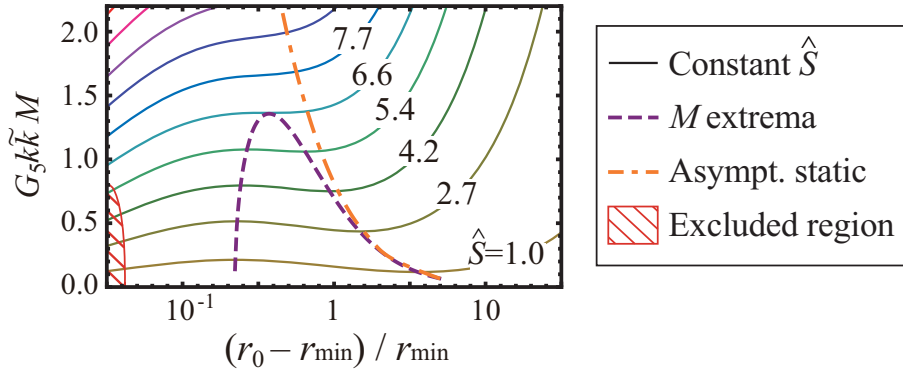 2.0
1.5
1.0
0.5
0.0
G₅kk̃ M
7.7
6.6
5.4
4.2
2.7
Ŝ=1.0
10⁻¹ 1 10
(r₀ − rmin) / rmin
Constant Ŝ
M extrema
Asympt. static
Excluded region